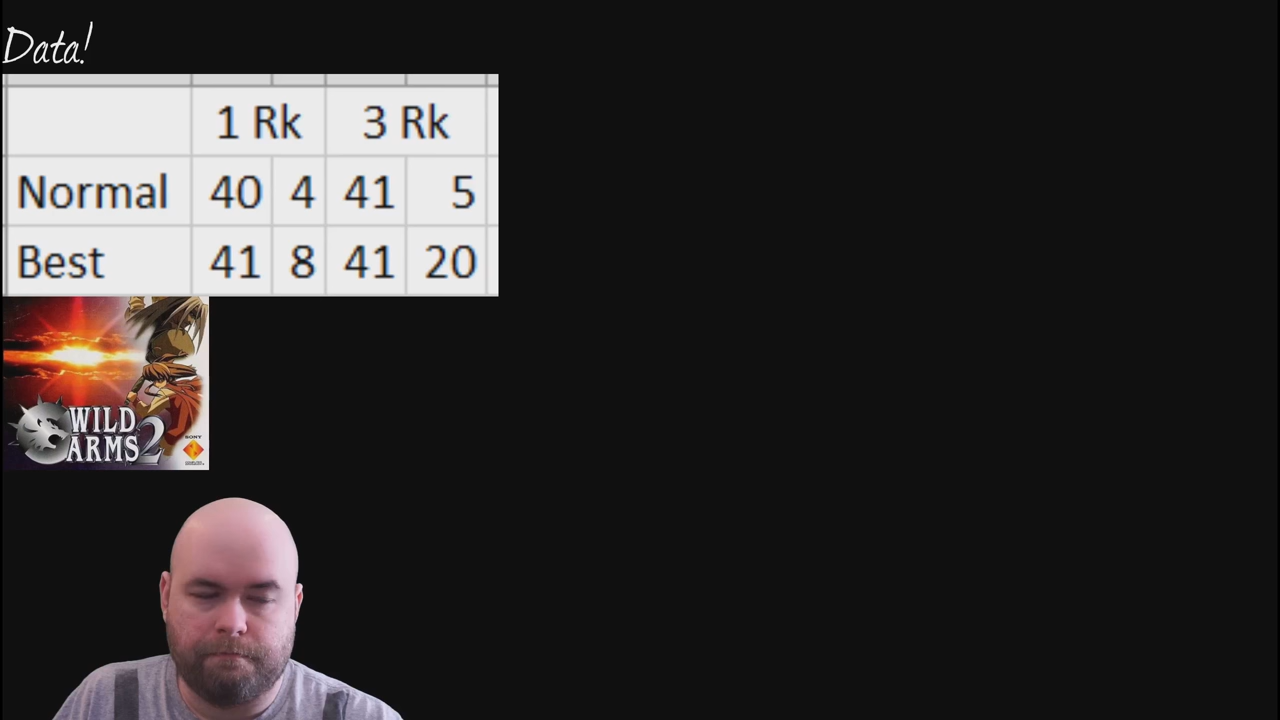 Data!
1 Rk 3 Rk
Normal 40 4 41 5
Best 41 8 41 20
WILD
ARMS 2
SONY